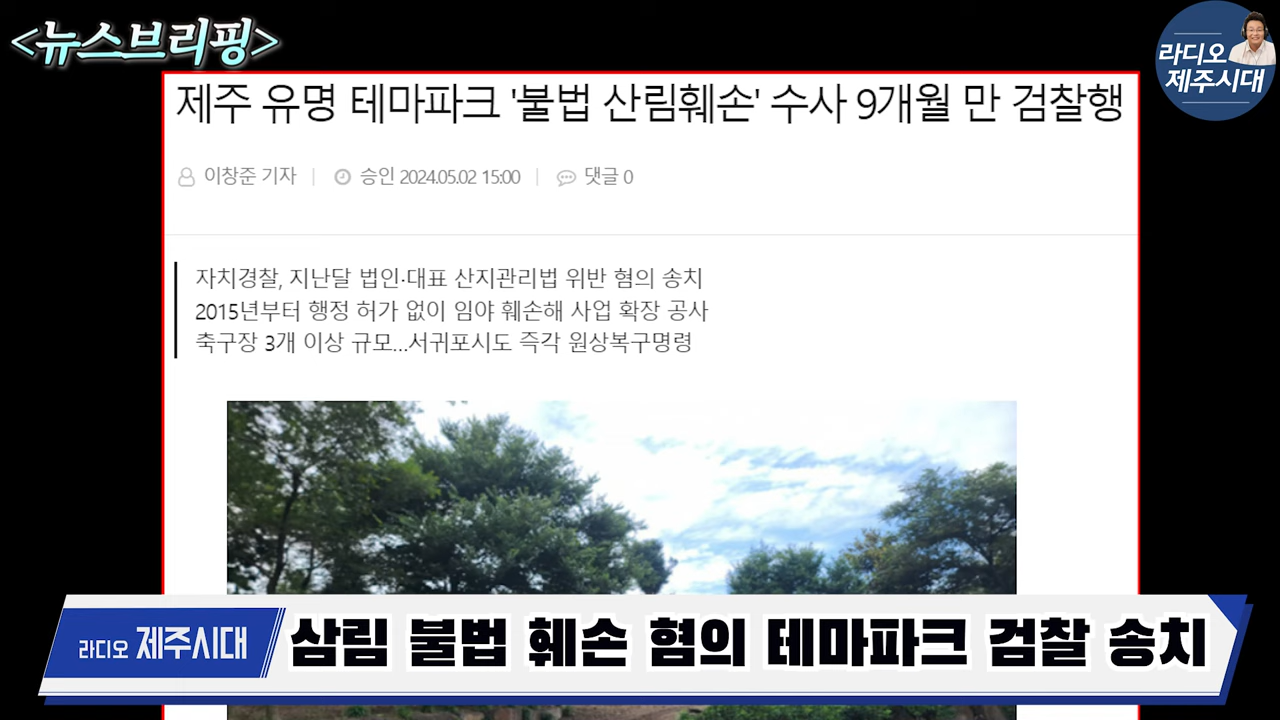 <뉴스브리핑>
라디오
제주시대
제주 유명 테마파크 '불법 산림훼손' 수사 9개월 만 검찰행
이창준 기자 승인 2024.05.02 15:00 댓글 0
자치경찰, 지난달 법인·대표 산지관리법 위반 혐의 송치
2015년부터 행정 허가 없이 임야 훼손해 사업 확장 공사
축구장 3개 이상 규모...서귀포시도 즉각 원상복구명령
라디오 제주시대 삼림 불법 훼손 혐의 테마파크 검찰 송치